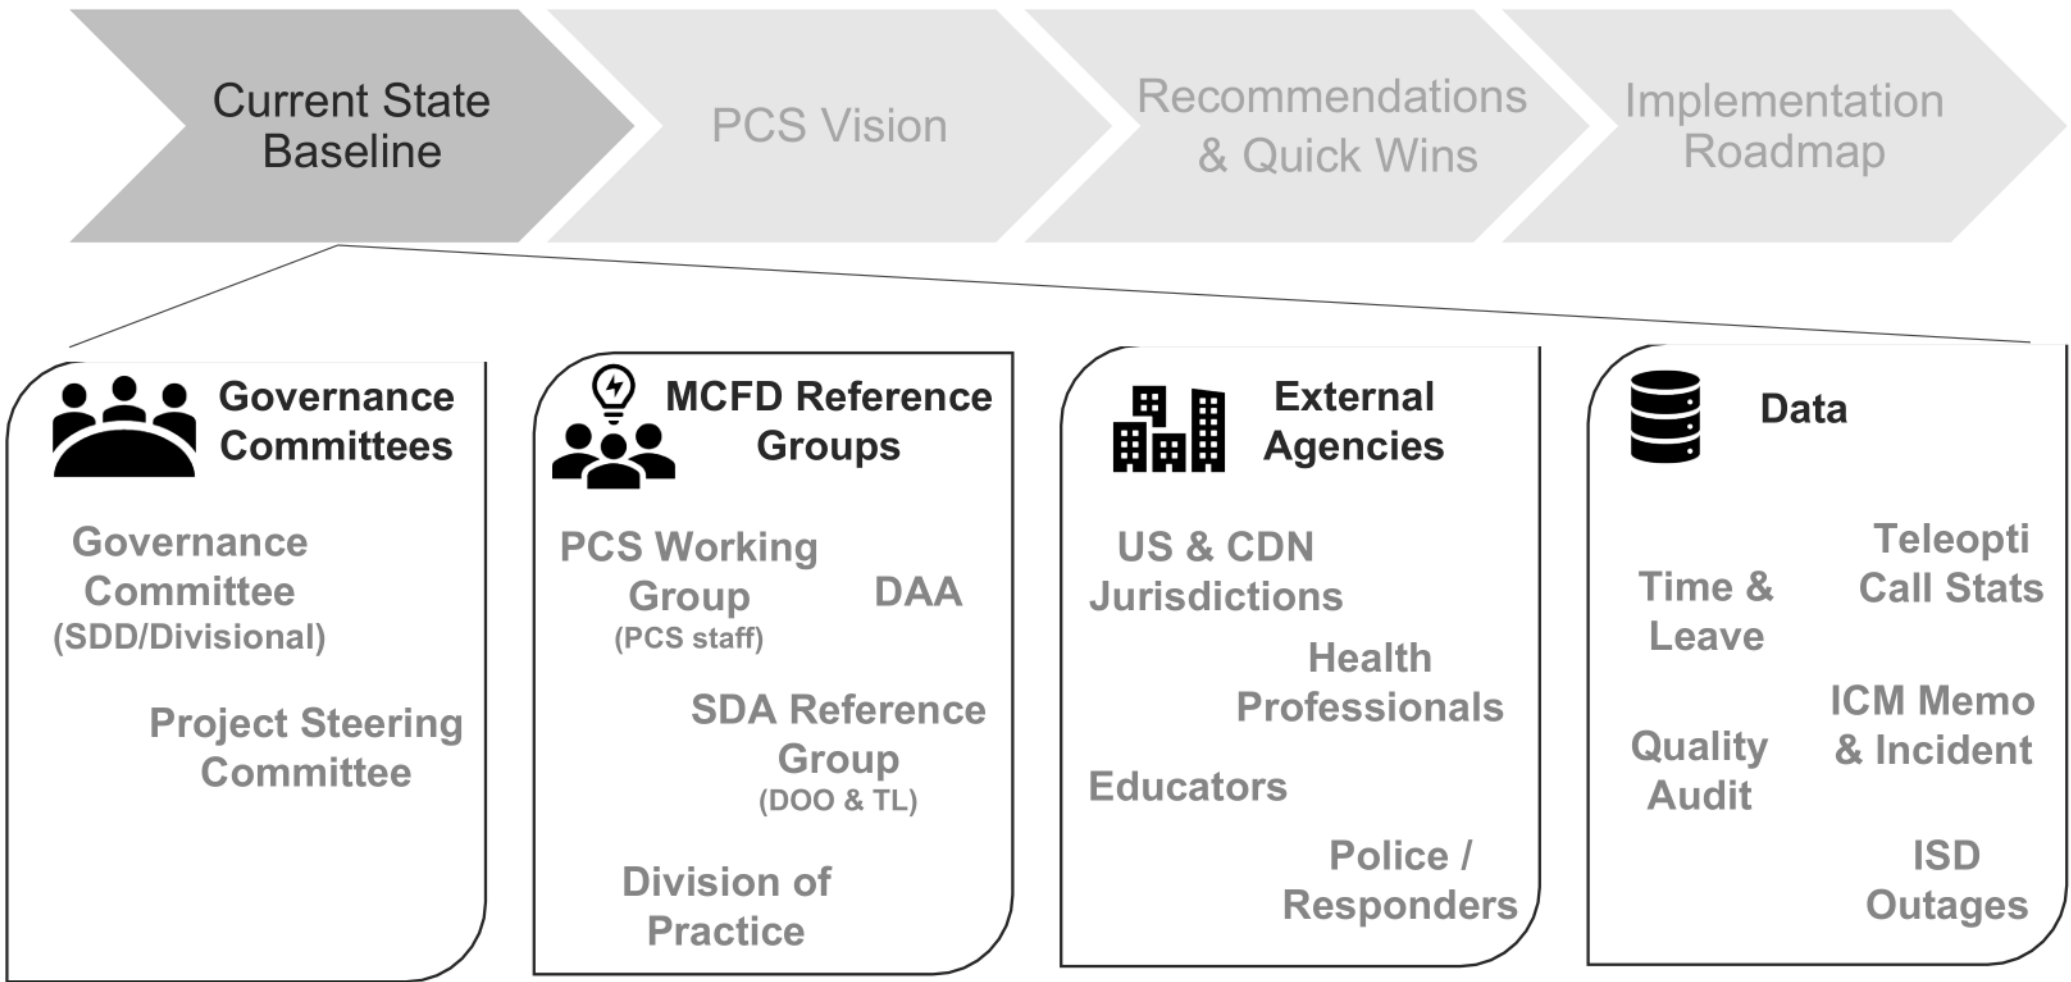 Current State
Baseline
PCS Vision
Recommendations
& Quick Wins
Implementation
Roadmap
Governance
Committees
Governance
Committee
(SDD/Divisional)
Project Steering
Committee
MCFD Reference
Groups
PCS Working
Group
(PCS staff)
DAA
SDA Reference
Group
(DOO & TL)
Division of
Practice
External
Agencies
US & CDN
Jurisdictions
Health
Professionals
Educators
Police /
Responders
Data
Teleopti
Call Stats
Time &
Leave
ICM Memo
& Incident
Quality
Audit
ISD
Outages